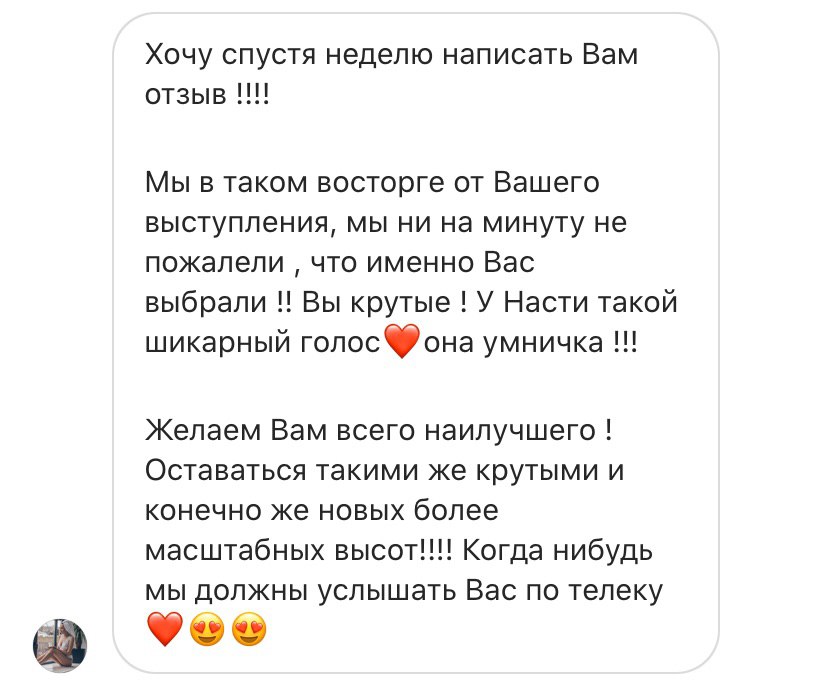 Хочу спустя неделю написать Вам
отзыв !!!!
Мы в таком восторге от Вашего
выступления, мы ни на минуту не
пожалели , что именно Вас
выбрали !! Вы крутые ! У Насти такой
шикарный голос❤️она умничка !!!
Желаем Вам всего наилучшего !
Оставаться такими же крутыми и
конечно же новых более
масштабных высот!!!! Когда нибудь
мы должны услышать Вас по телеку
❤️😍😍